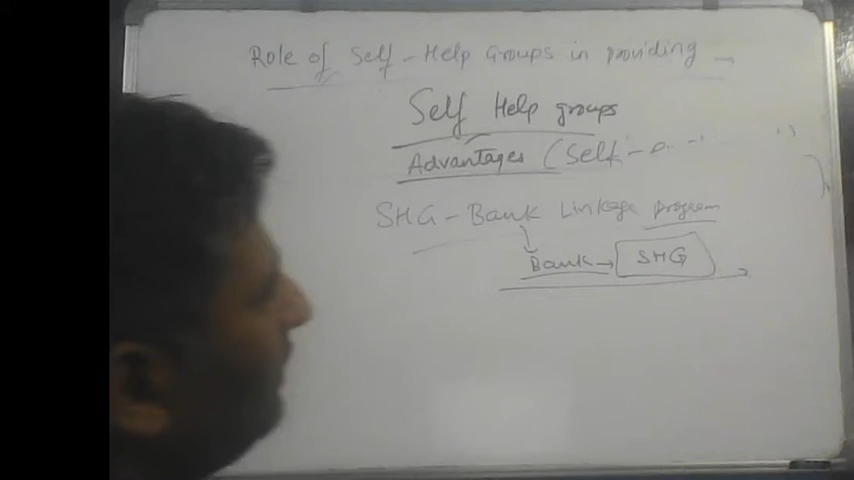 Role of Self-Help Groups in providing
Self Help groups
Advantages (Self-
SHG-Bank Linkage program
Bank → SHG